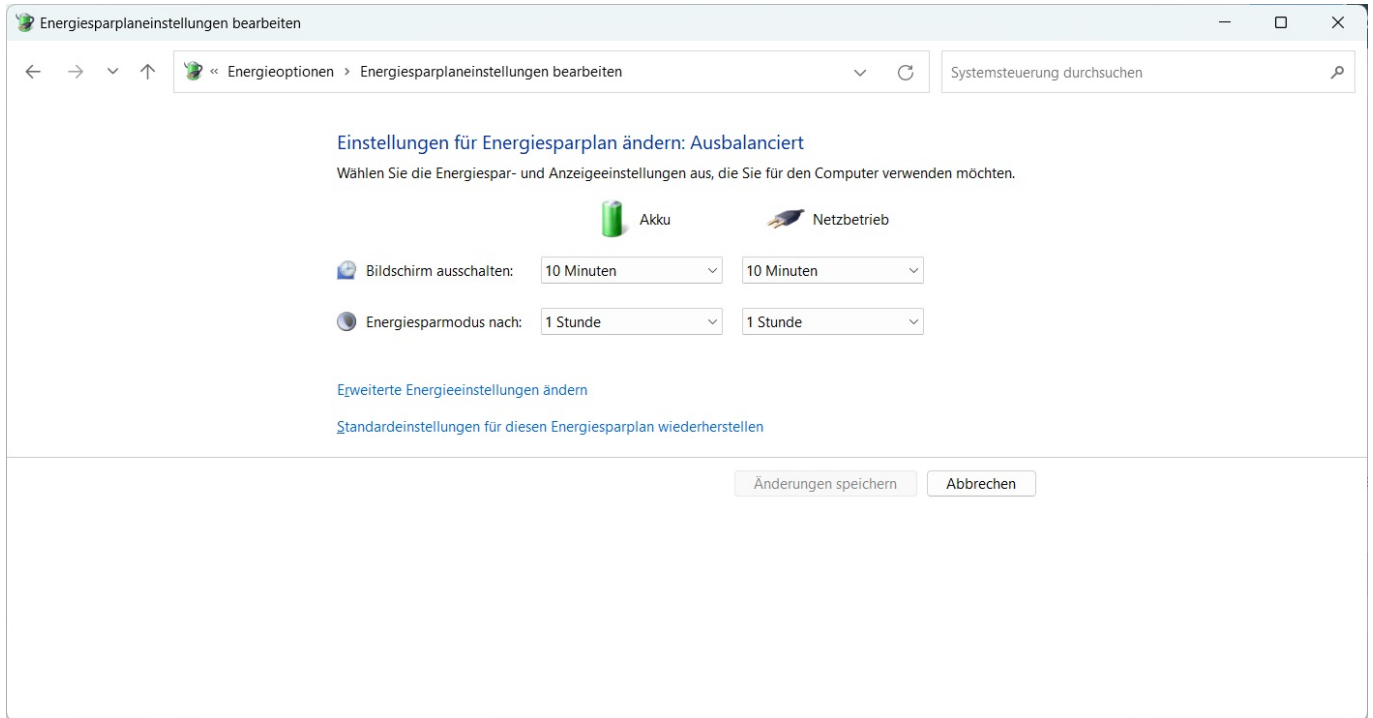 Energiesparplaneinstellungen bearbeiten
« Energieoptionen > Energiesparplaneinstellungen bearbeiten
Systemsteuerung durchsuchen
Einstellungen für Energiesparplan ändern: Ausbalanciert
Wählen Sie die Energiespar- und Anzeigeeinstellungen aus, die Sie für den Computer verwenden möchten.
Akku Netzbetrieb
Bildschirm ausschalten: 10 Minuten 10 Minuten
Energiesparmodus nach: 1 Stunde 1 Stunde
Erweiterte Energieeinstellungen ändern
Standardeinstellungen für diesen Energiesparplan wiederherstellen
Änderungen speichern Abbrechen